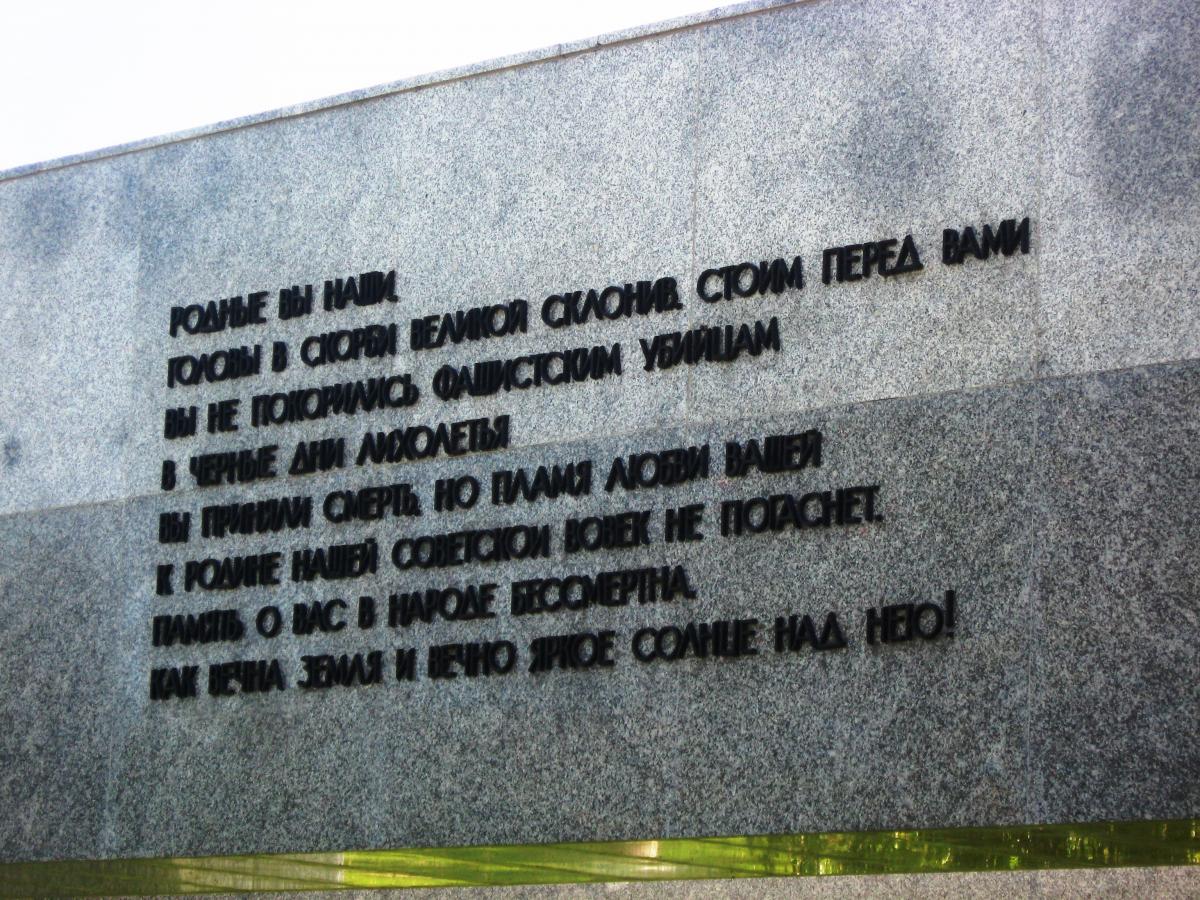 РОДНЫЕ ВЫ НАШИ.
ГОЛОВЫ В СКОРБИ ВЕЛИКОЙ СКЛОНИВ, СТОИМ ПЕРЕД ВАМИ
ВЫ НЕ ПОКОРИЛИСЬ ФАШИСТСКИМ УБИЙЦАМ
В ЧЕРНЫЕ ДНИ ЛИХОЛЕТЬЯ
ВЫ ПРИНЯЛИ СМЕРТЬ, НО ПЛАМЯ ЛЮБВИ ВАШЕЙ
К РОДИНЕ НАШЕЙ СОВЕТСКОЙ ВОВЕК НЕ ПОГАСНЕТ.
ПАМЯТЬ О ВАС В НАРОДЕ БЕССМЕРТНА,
КАК ВЕЧНА ЗЕМЛЯ И ВЕЧНО ЯРКОЕ СОЛНЦЕ НАД НЕЮ!